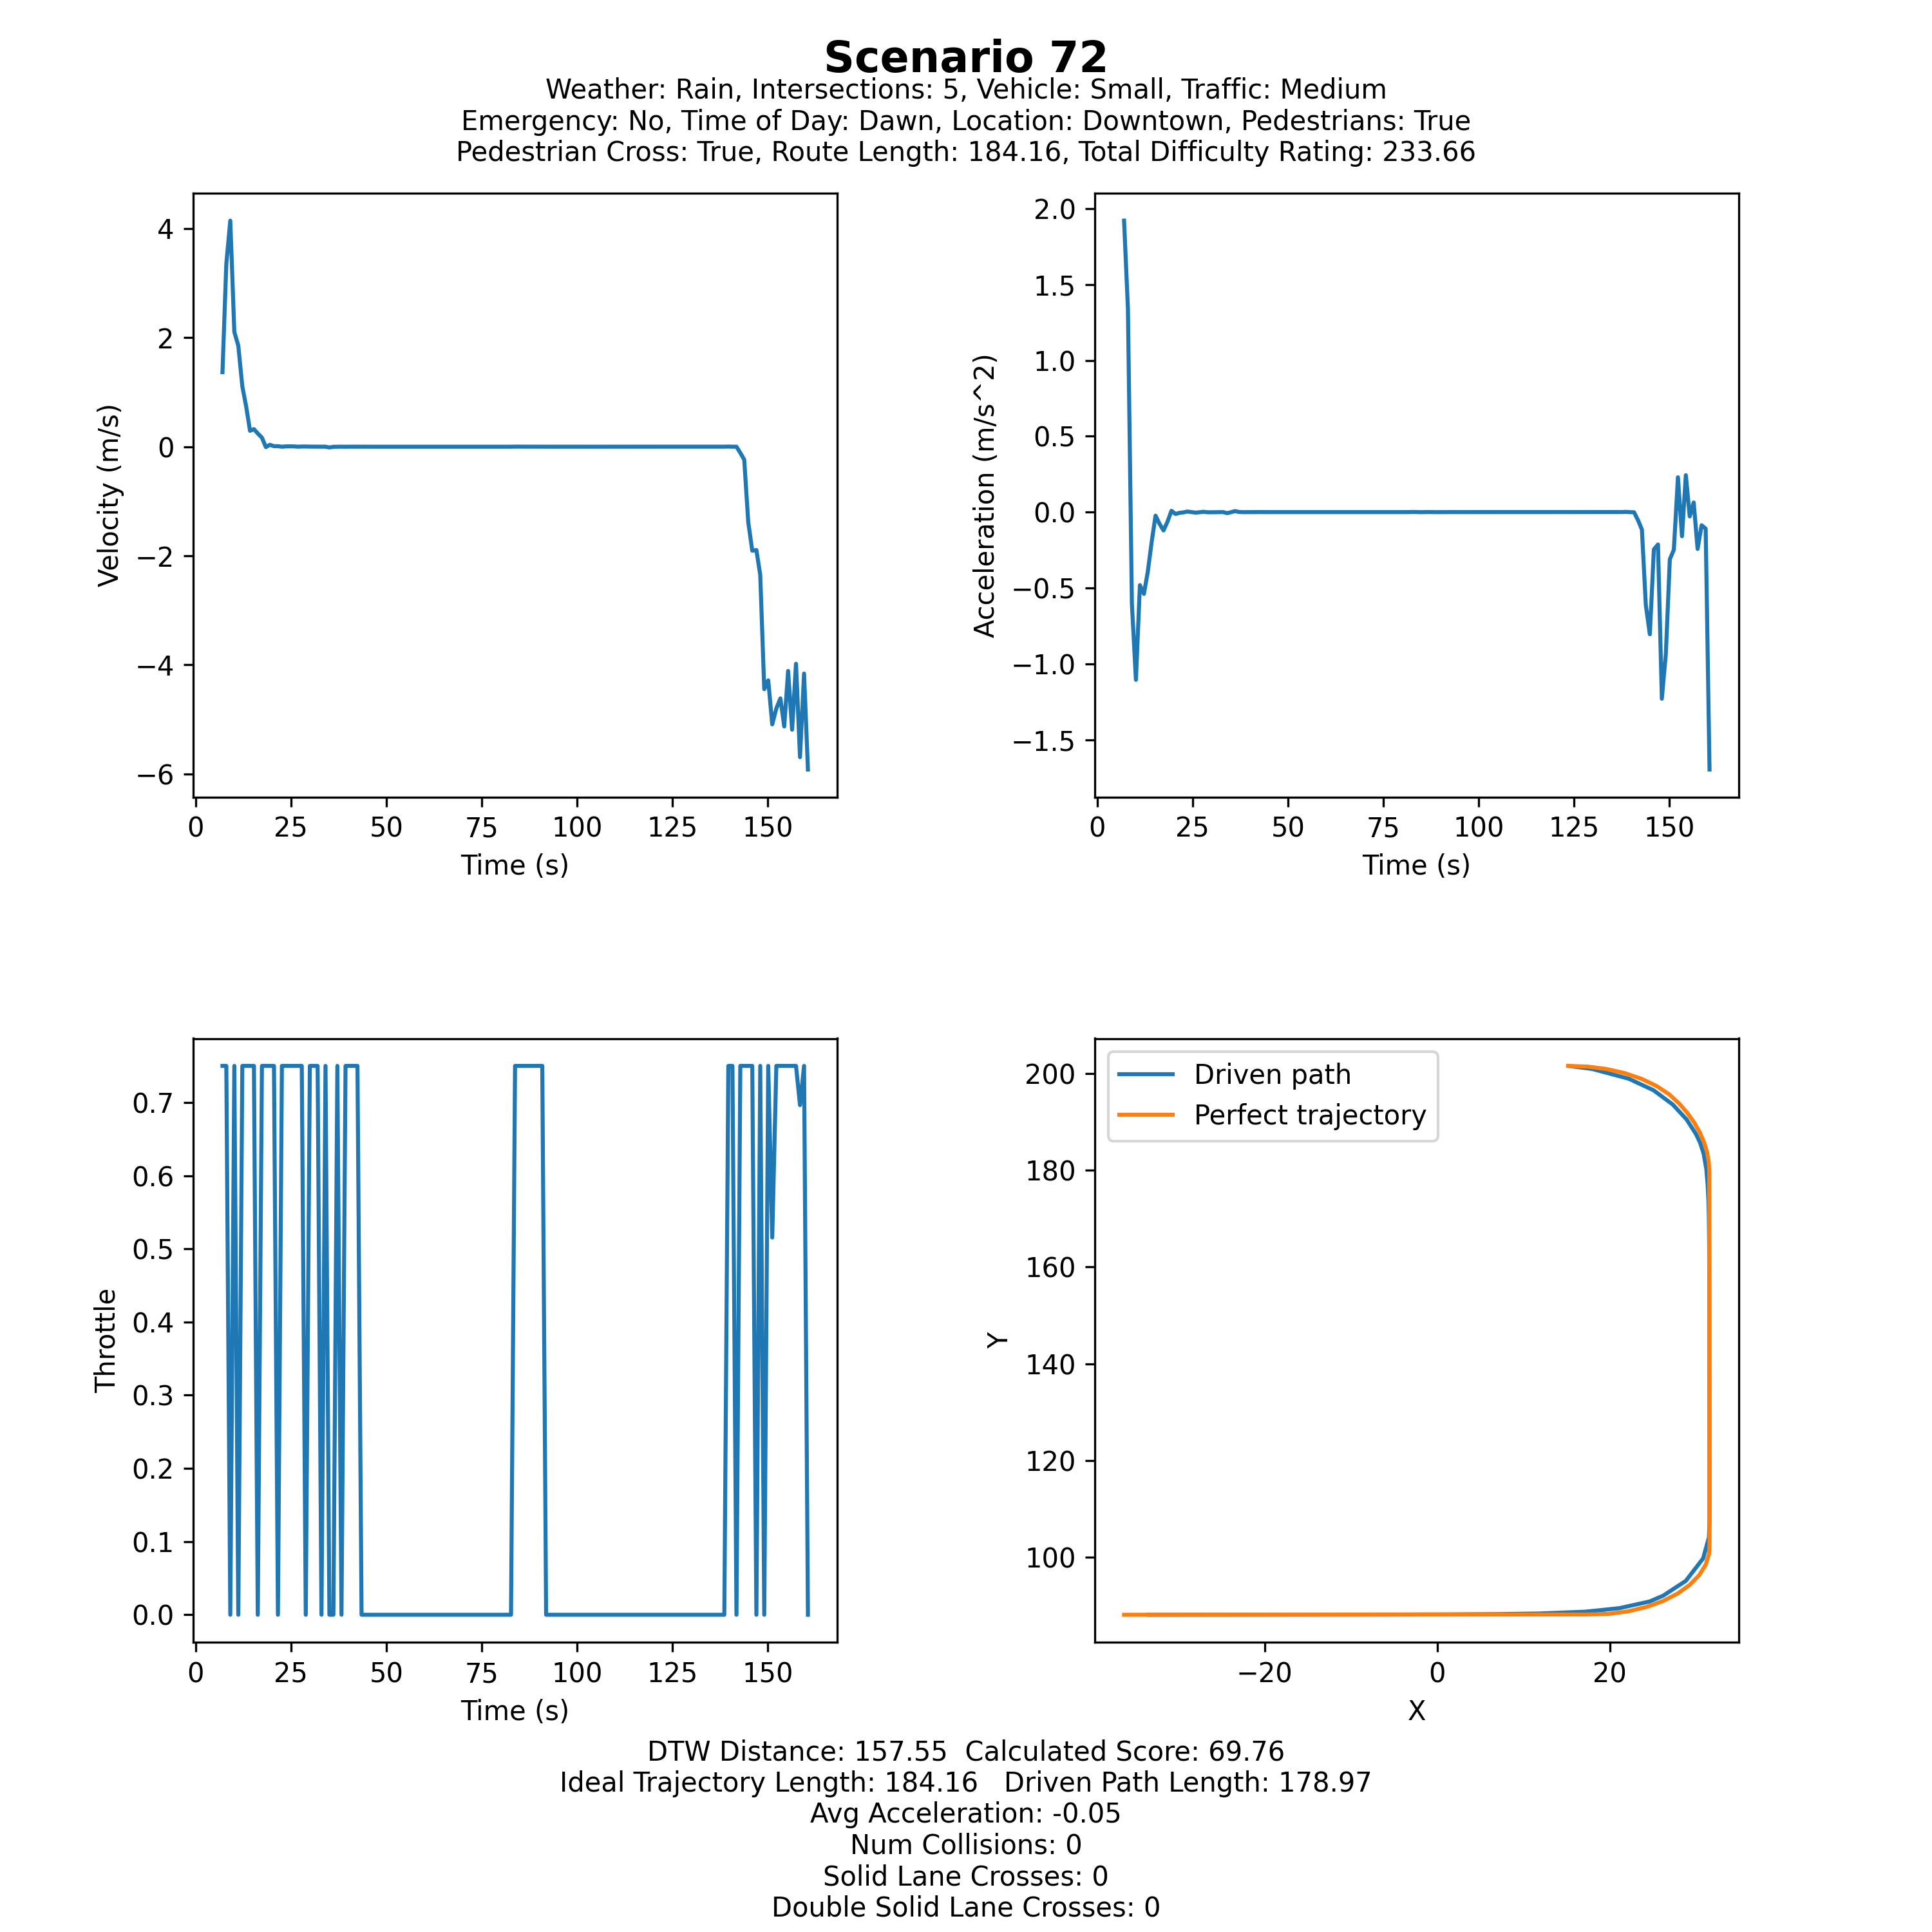 Scenario 72
Weather: Rain, Intersections: 5, Vehicle: Small, Traffic: Medium
Emergency: No, Time of Day: Dawn, Location: Downtown, Pedestrians: True
Pedestrian Cross: True, Route Length: 184.16, Total Difficulty Rating: 233.66
4
2
0
−2
−4
−6
Velocity (m/s)
0 25 50 75 100 125 150
Time (s)
2.0
1.5
1.0
0.5
0.0
−0.5
−1.0
−1.5
Acceleration (m/s^2)
0 25 50 75 100 125 150
Time (s)
0.7
0.6
0.5
0.4
0.3
0.2
0.1
0.0
Throttle
0 25 50 75 100 125 150
Time (s)
Driven path
Perfect trajectory
200
180
160
140
120
100
Y
−20 0 20
X
DTW Distance: 157.55  Calculated Score: 69.76
Ideal Trajectory Length: 184.16   Driven Path Length: 178.97
Avg Acceleration: -0.05
Num Collisions: 0
Solid Lane Crosses: 0
Double Solid Lane Crosses: 0